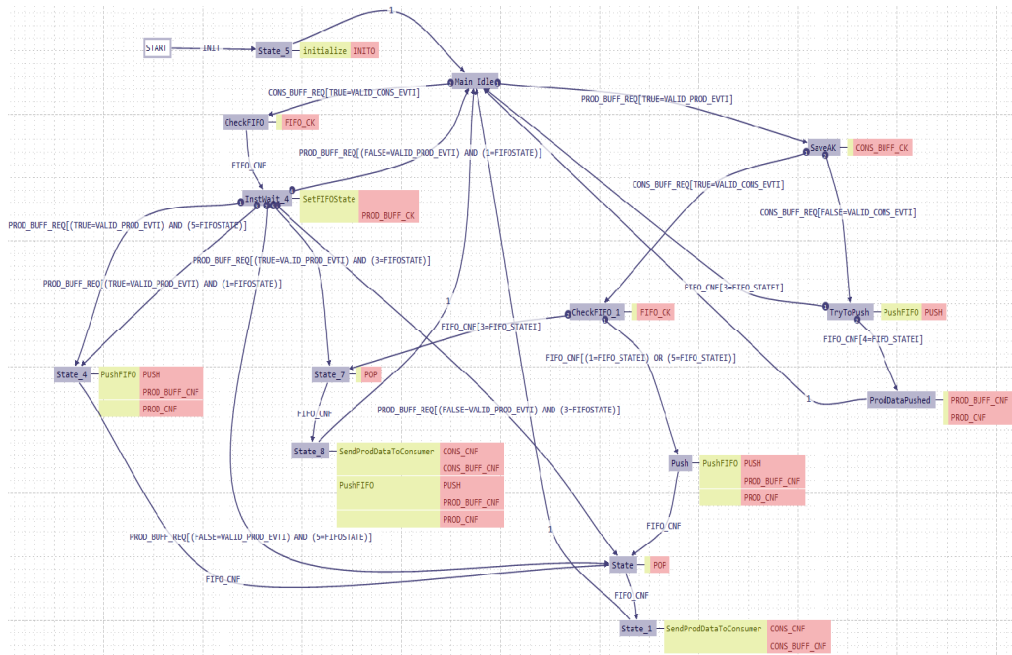 1
START
INIT
State_5
initialize
INITO
Main Idle
CONS_BUFF_REQ[TRUE=VALID_CONS_EVTI]
PROD_BUFF_REQ[TRUE=VALID_PROD_EVTI]
CheckFIFO
FIFO_CK
SaveAK
CONS_BUFF_CK
PROD_BUFF_REQ[(FALSE=VALID_PROD_EVTI) AND (1=FIFOSTATE)]
FIFO_CNF
CONS_BUFF_REQ[TRUE=VALID_CONS_EVTI]
InstWait_4
SetFIFOState
PROD_BUFF_CK
CONS_BUFF_REQ[FALSE=VALID_CONS_EVTI]
PROD_BUFF_REQ[(TRUE=VALID_PROD_EVTI) AND (5=FIFOSTATE)]
PROD_BUFF_REQ[(TRUE=VALID_PROD_EVTI) AND (3=FIFOSTATE)]
PROD_BUFF_REQ[(TRUE=VALID_PROD_EVTI) AND (1=FIFOSTATE)]
FIFO_CNF[3=FIFO_STATEI]
1
CheckFIFO_1
FIFO_CK
TryToPush
PushFIFO
PUSH
FIFO_CNF[3=FIFO_STATEI]
FIFO_CNF[4=FIFO_STATEI]
FIFO_CNF[(1=FIFO_STATEI) OR (5=FIFO_STATEI)]
State_4
PushFIFO
PUSH
PROD_BUFF_CNF
PROD_CNF
State_7
POP
1
ProdDataPushed
PROD_BUFF_CNF
PROD_CNF
FIFO_CNF
PROD_BUFF_REQ[(FALSE=VALID_PROD_EVTI) AND (3=FIFOSTATE)]
State_8
SendProdDataToConsumer
CONS_CNF
CONS_BUFF_CNF
PushFIFO
PUSH
PROD_BUFF_CNF
PROD_CNF
Push
PushFIFO
PUSH
PROD_BUFF_CNF
PROD_CNF
FIFO_CNF
1
PROD_BUFF_REQ[(FALSE=VALID_PROD_EVTI) AND (5=FIFOSTATE)]
State
POP
FIFO_CNF
FIFO_CNF
State_1
SendProdDataToConsumer
CONS_CNF
CONS_BUFF_CNF